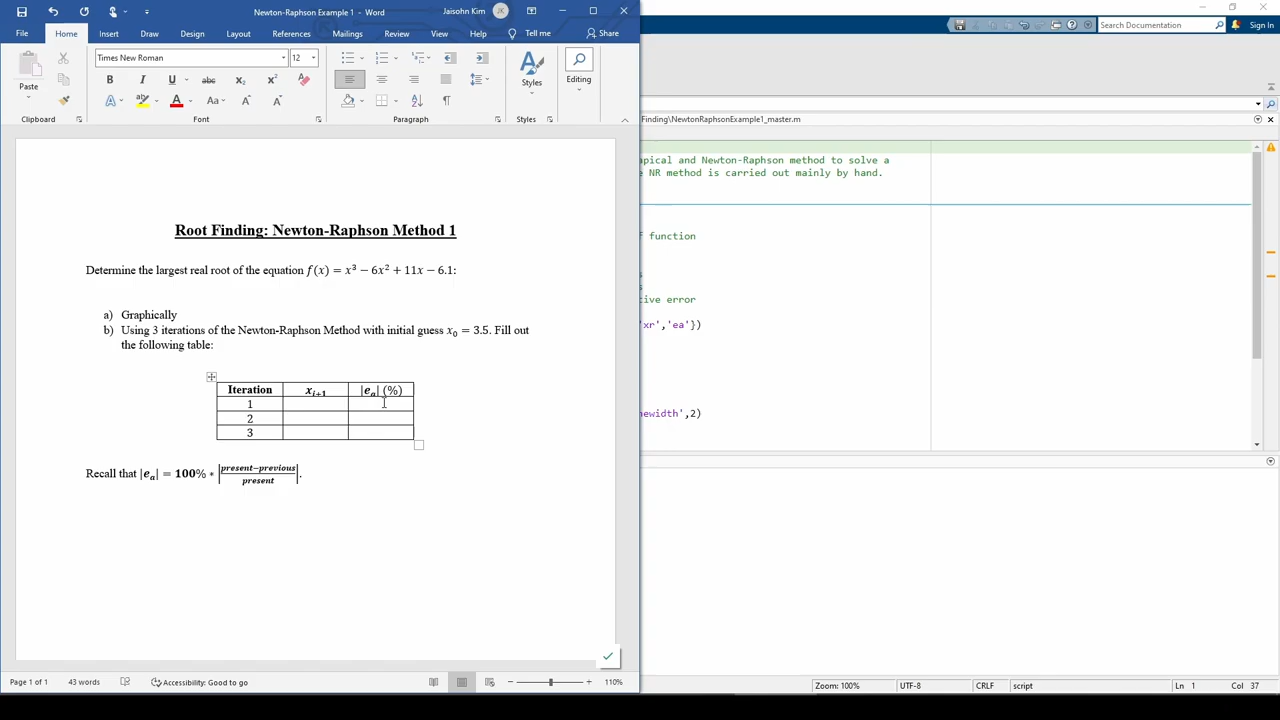 Newton-Raphson Example 1 - Word
Jaisohn Kim
JK
File Home Insert Draw Design Layout References Mailings Review View Help Tell me Share
Paste
Clipboard
Times New Roman
12
B I U abc x₂ x²
A Aa A A
Font
Paragraph
Styles
Styles
Editing
Root Finding: Newton-Raphson Method 1
Determine the largest real root of the equation f(x) = x³ − 6x² + 11x − 6.1:
a) Graphically
b) Using 3 iterations of the Newton-Raphson Method with initial guess x₀ = 3.5. Fill out
the following table:
Iteration xᵢ₊₁ |eₐ| (%)
1
2
3
Recall that |eₐ| = 100% * |present−previous/present|.
Page 1 of 1 43 words Accessibility: Good to go 110%
Search Documentation
Sign In
Finding\NewtonRaphsonExample1_master.m
apical and Newton-Raphson method to solve a
e NR method is carried out mainly by hand.
f function
s
tive error
'xr','ea'})
newidth',2)
Zoom: 100% UTF-8 CRLF script Ln 1 Col 37